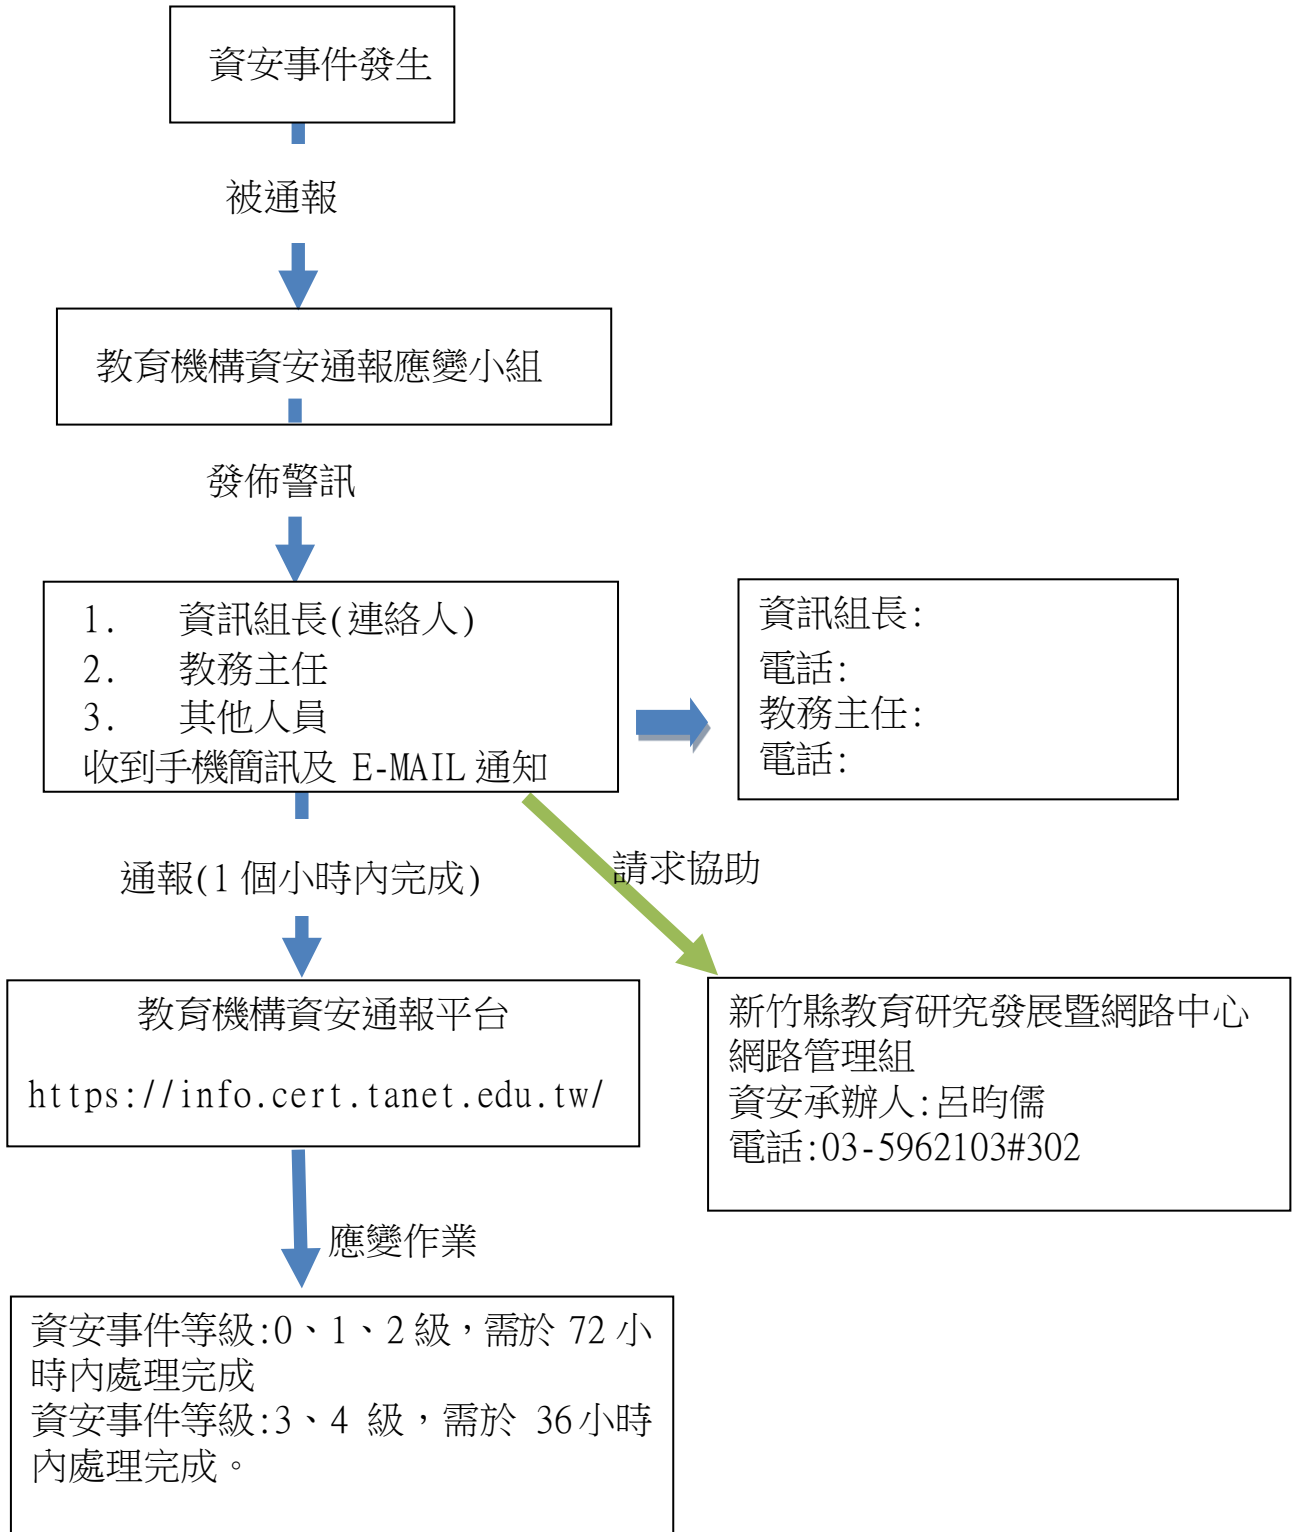 資安事件發生
被通報
教育機構資安通報應變小組
發佈警訊
1. 資訊組長(連絡人)
2. 教務主任
3. 其他人員
收到手機簡訊及 E-MAIL 通知
資訊組長:
電話:
教務主任:
電話:
通報(1 個小時內完成)
請求協助
教育機構資安通報平台
https://info.cert.tanet.edu.tw/
新竹縣教育研究發展暨網路中心
網路管理組
資安承辦人:呂昀儒
電話:03-5962103#302
應變作業
資安事件等級:0、1、2 級，需於 72 小
時內處理完成
資安事件等級:3、4 級，需於 36 小時
內處理完成。